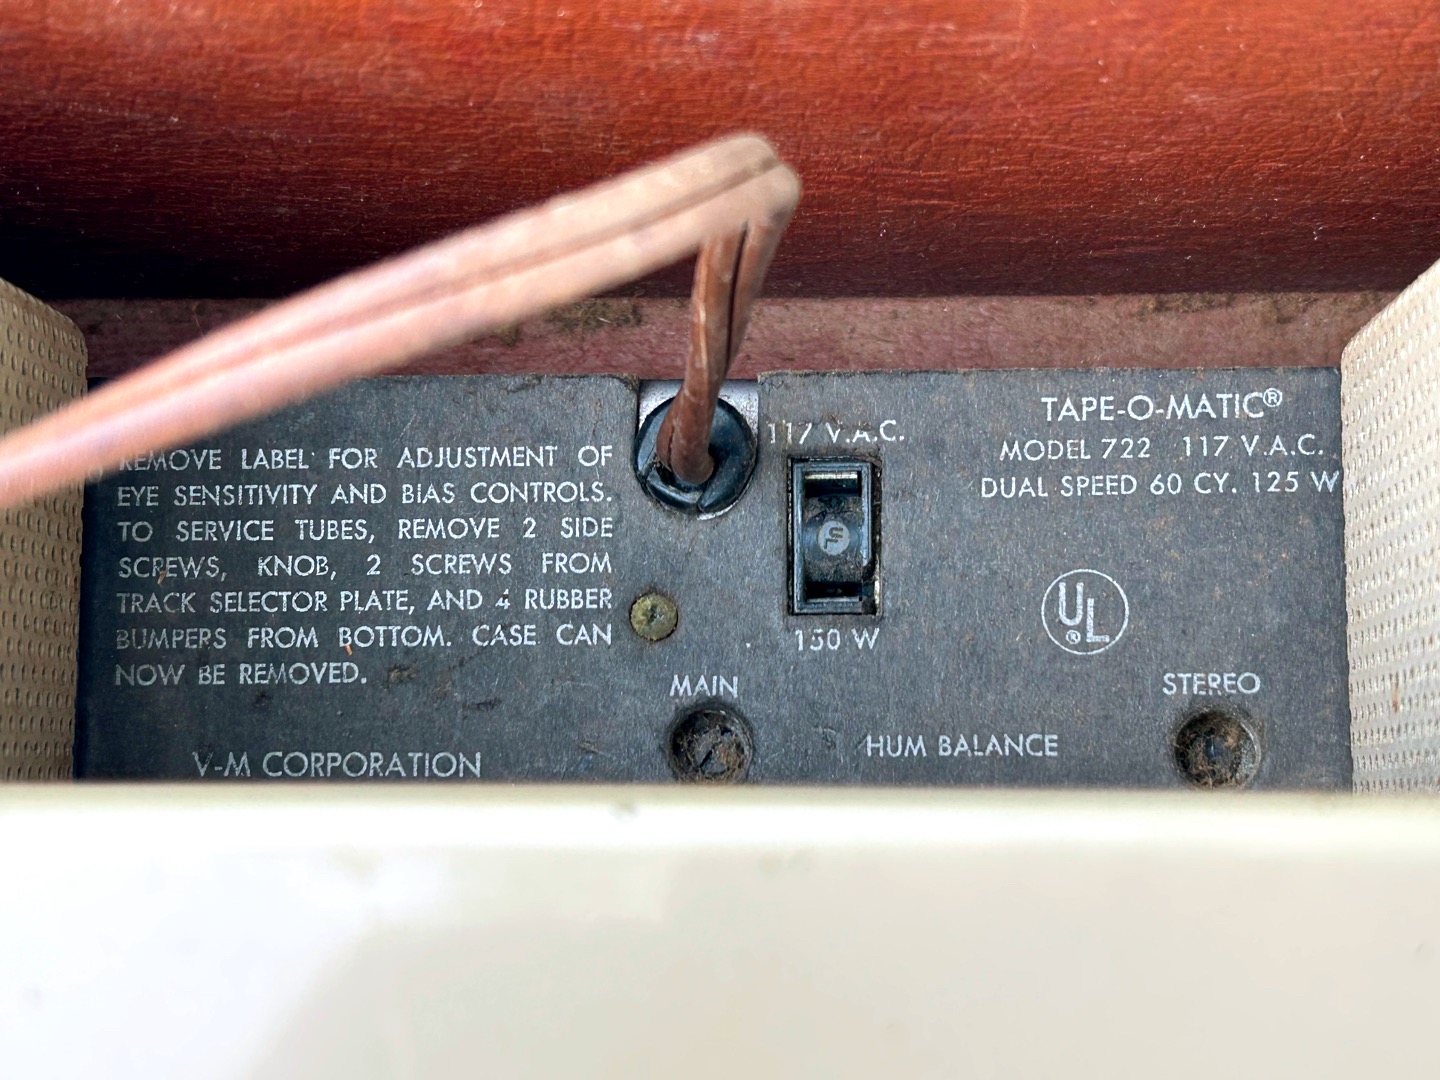 REMOVE LABEL FOR ADJUSTMENT OF
EYE SENSITIVITY AND BIAS CONTROLS.
TO SERVICE TUBES, REMOVE 2 SIDE
SCREWS, KNOB, 2 SCREWS FROM
TRACK SELECTOR PLATE, AND 4 RUBBER
BUMPERS FROM BOTTOM. CASE CAN
NOW BE REMOVED.
V-M CORPORATION
117 V.A.C.
UL
150 W
MAIN
HUM BALANCE
STEREO
TAPE-O-MATIC®
MODEL 722 117 V.A.C.
DUAL SPEED 60 CY. 125 W
UL ®